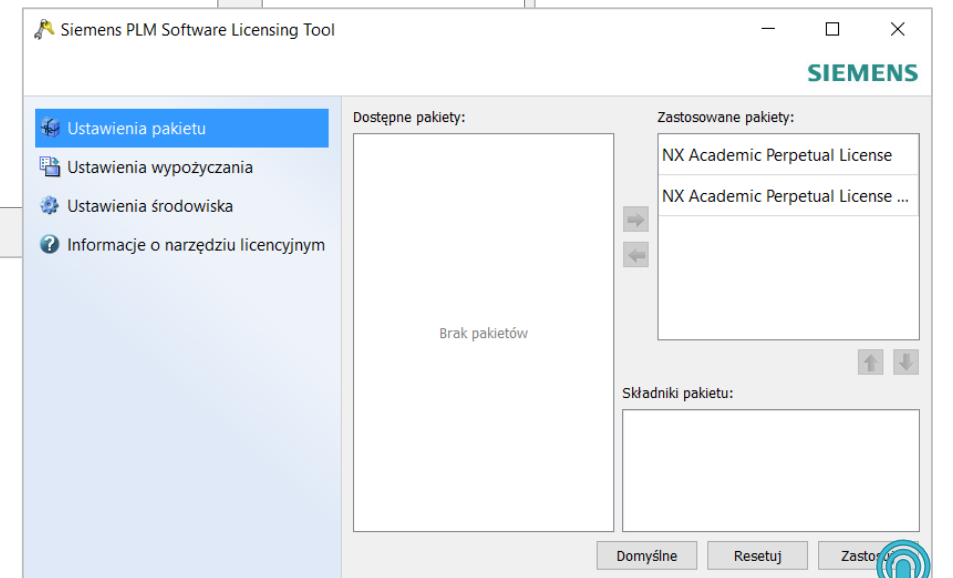 Siemens PLM Software Licensing Tool
SIEMENS
Ustawienia pakietu
Ustawienia wypożyczania
Ustawienia środowiska
Informacje o narzędziu licencyjnym
Dostępne pakiety:
Brak pakietów
Zastosowane pakiety:
NX Academic Perpetual License
NX Academic Perpetual License ...
Składniki pakietu:
Domyślne
Resetuj